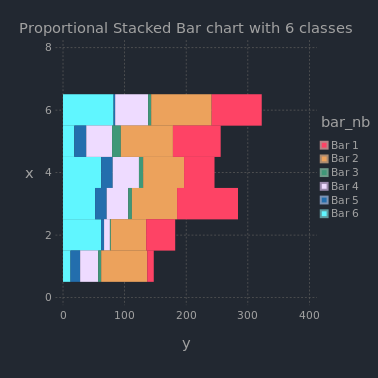 Proportional Stacked Bar chart with 6 classes
8
6
4
2
0
x
0 100 200 300 400
y
bar_nb
Bar 1
Bar 2
Bar 3
Bar 4
Bar 5
Bar 6